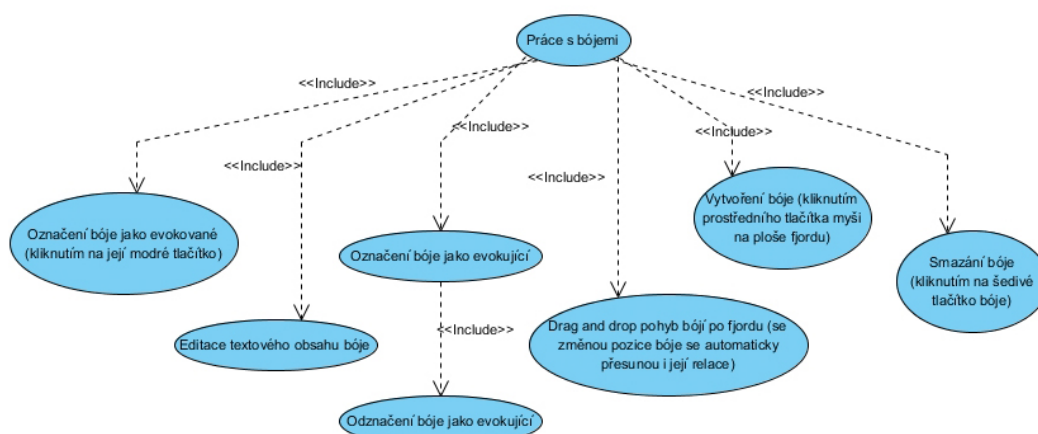 Práce s bójemi
<<Include>>
<<Include>>
<<Include>>
<<Include>>
<<Include>>
<<Include>>
Označení bóje jako evokované
(kliknutím na její modré tlačítko)
Označení bóje jako evokující
Vytvoření bóje (kliknutím
prostředního tlačítka myši
na ploše fjordu)
Smazání bóje
(kliknutím na šedivé
tlačítko bóje)
<<Include>>
Editace textového obsahu bóje
Drag and drop pohyb bójí po fjordu (se
změnou pozice bóje se automaticky
přesunou i její relace)
Odznačení bóje jako evokující